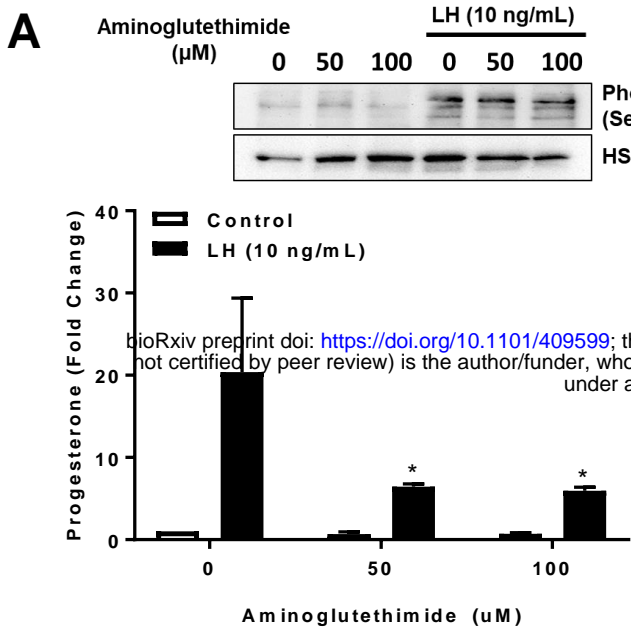 A
Aminoglutethimide
(µM)
LH (10 ng/mL)
0 50 100 0 50 100
(Se
HS
Progesterone (Fold Change)
40
30
20
10
0
Control
LH (10 ng/mL)
bioRxiv preprint doi: https://doi.org/10.1101/409599; th
not certified by peer review) is the author/funder, who
under a
*
*
0 50 100
Aminoglutethimide (uM)